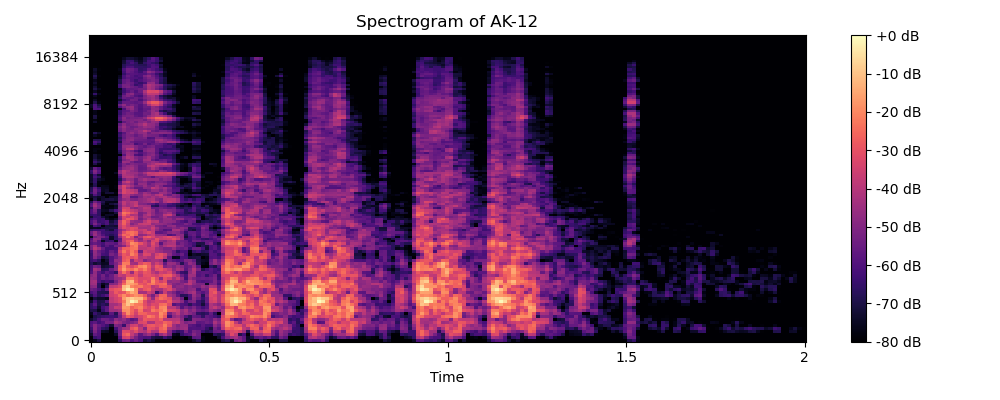 Spectrogram of AK-12
Hz
16384
8192
4096
2048
1024
512
0
0 0.5 1 1.5 2
Time
+0 dB
-10 dB
-20 dB
-30 dB
-40 dB
-50 dB
-60 dB
-70 dB
-80 dB